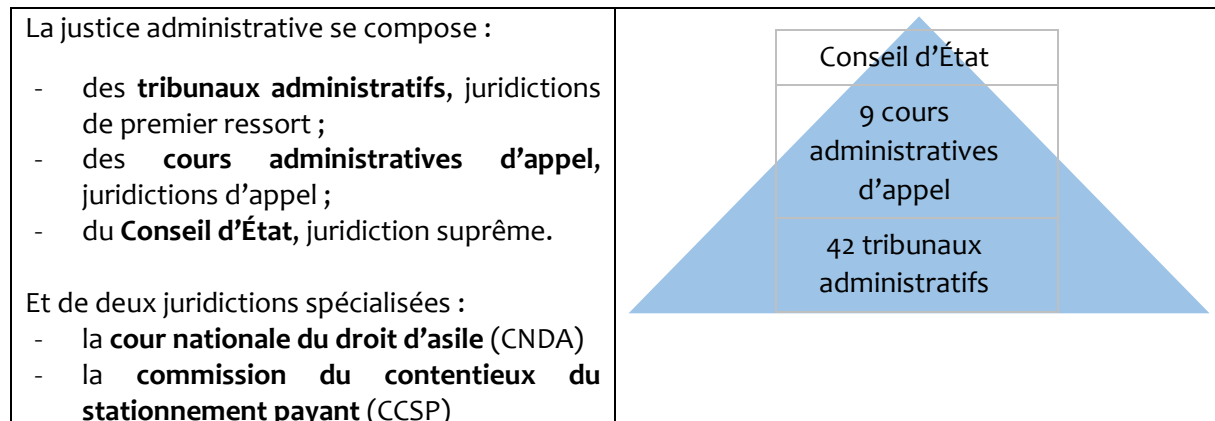 La justice administrative se compose :
- des tribunaux administratifs, juridictions
de premier ressort ;
- des cours administratives d’appel,
juridictions d’appel ;
- du Conseil d’État, juridiction suprême.
Et de deux juridictions spécialisées :
- la cour nationale du droit d’asile (CNDA)
- la commission du contentieux du
stationnement payant (CCSP)
Conseil d’État
9 cours
administratives
d’appel
42 tribunaux
administratifs